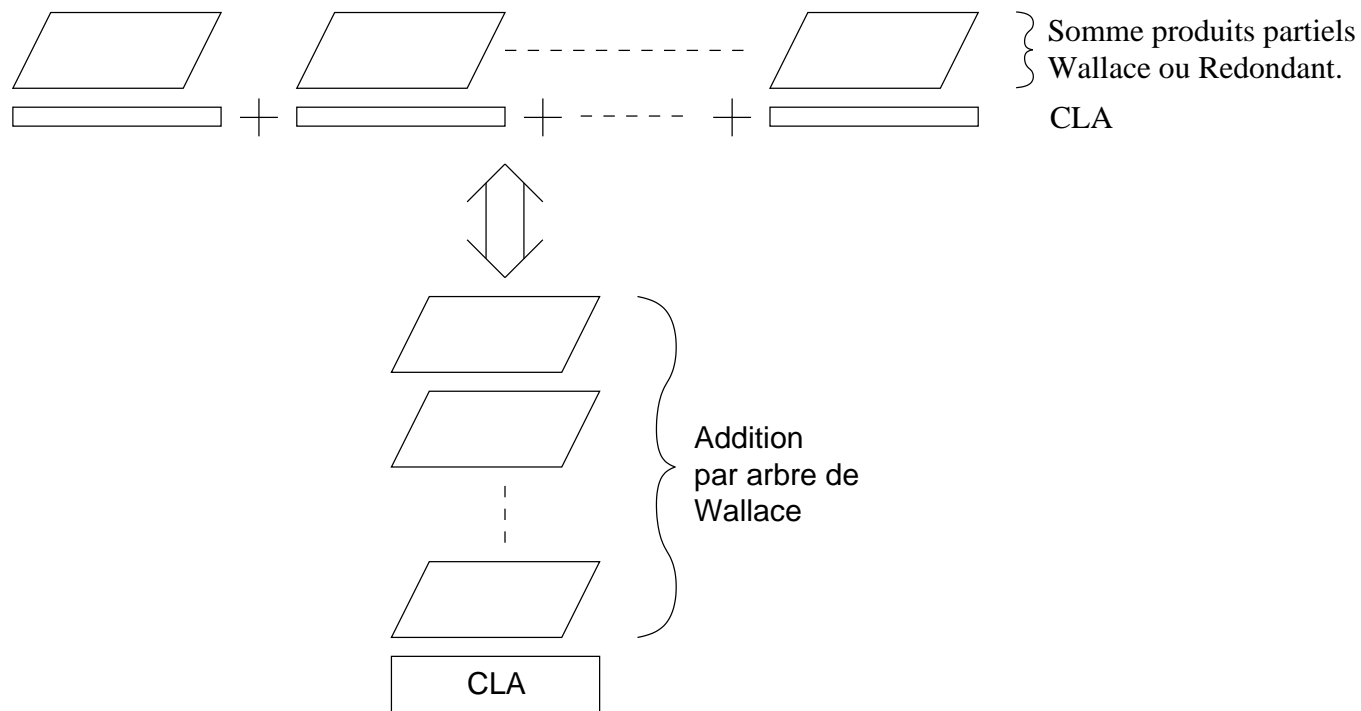 Somme produits partiels
Wallace ou Redondant.
CLA
Addition
par arbre de
Wallace
CLA